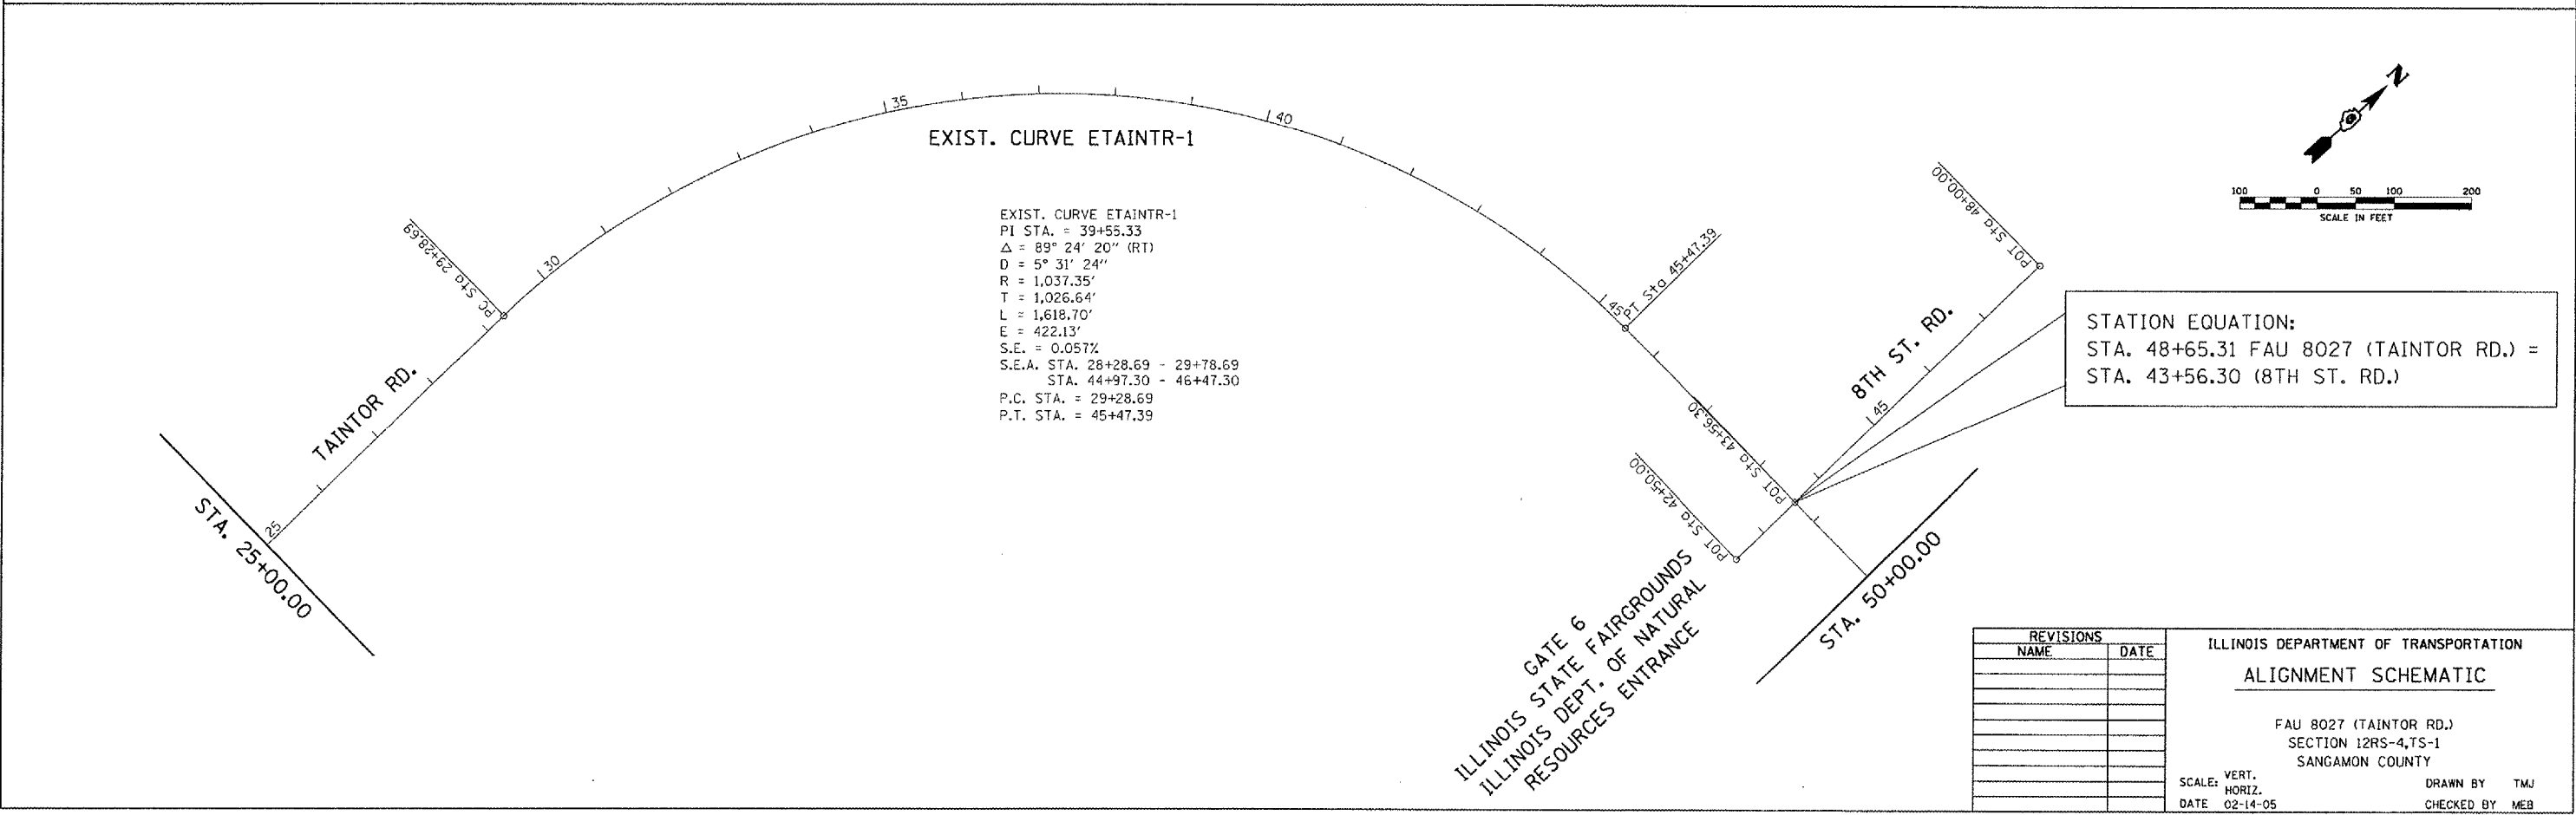 PC Sta 29+28.69
30
35
40
45
EXIST. CURVE ETAINTR-1
EXIST. CURVE ETAINTR-1
PI STA. = 39+55.33
Δ = 89° 24' 20" (RT)
D = 5° 31' 24"
R = 1,037.35'
T = 1,026.64'
L = 1,618.70'
E = 422.13'
S.E. = 0.057%
S.E.A. STA. 28+28.69 - 29+78.69
STA. 44+97.30 - 46+47.30
P.C. STA. = 29+28.69
P.T. STA. = 45+47.39
TAINTOR RD.
25
STA. 25+00.00
PT Sta 45+47.39
POT Sta 48+00.00
8TH ST. RD.
45
POT Sta 43+56.30
POT Sta 42+50.00
STA. 50+00.00
GATE 6
ILLINOIS STATE FAIRGROUNDS
ILLINOIS DEPT. OF NATURAL
RESOURCES ENTRANCE
N
100 0 50 100 200
SCALE IN FEET
STATION EQUATION:
STA. 48+65.31 FAU 8027 (TAINTOR RD.) =
STA. 43+56.30 (8TH ST. RD.)
REVISIONS
NAME DATE
ILLINOIS DEPARTMENT OF TRANSPORTATION
ALIGNMENT SCHEMATIC
FAU 8027 (TAINTOR RD.)
SECTION 12RS-4,TS-1
SANGAMON COUNTY
SCALE: VERT.
HORIZ.
DATE 02-14-05
DRAWN BY TMJ
CHECKED BY MEB